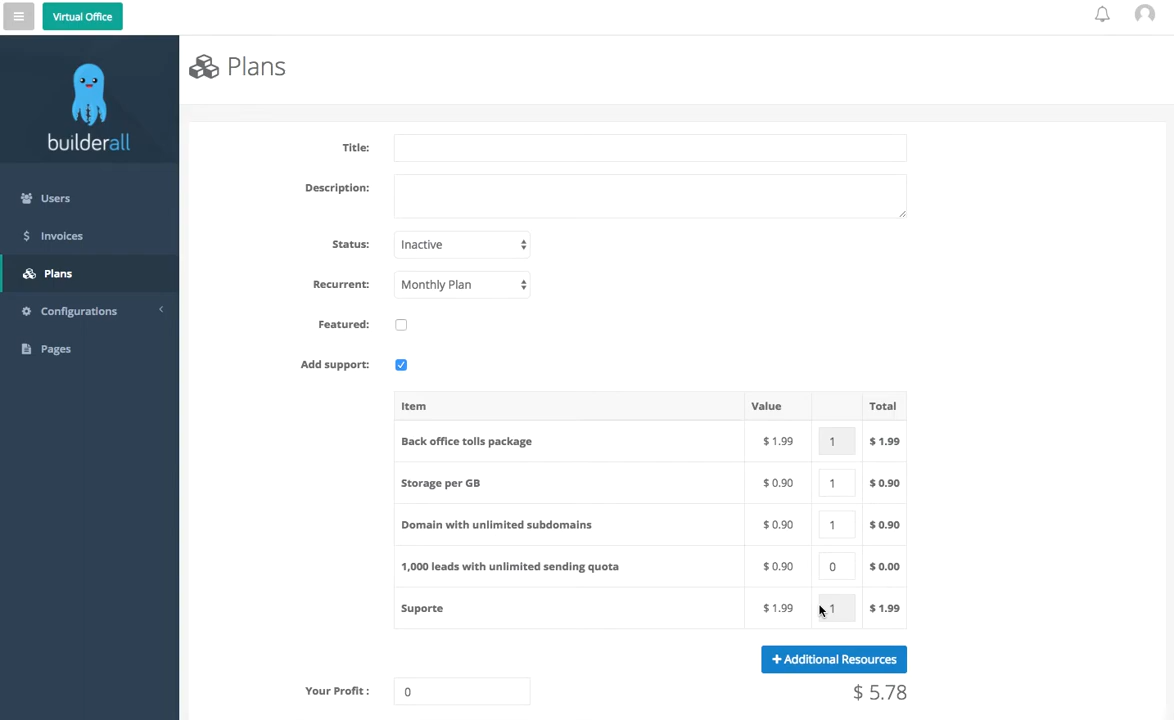 Virtual Office
builderall
Users
$ Invoices
Plans
Configurations
Pages
Plans
Title:
Description:
Status: Inactive
Recurrent: Monthly Plan
Featured:
Add support:
Item Value Total
Back office tolls package $ 1.99 1 $ 1.99
Storage per GB $ 0.90 1 $ 0.90
Domain with unlimited subdomains $ 0.90 1 $ 0.90
1,000 leads with unlimited sending quota $ 0.90 0 $ 0.00
Suporte $ 1.99 1 $ 1.99
+ Additional Resources
Your Profit : 0 $ 5.78